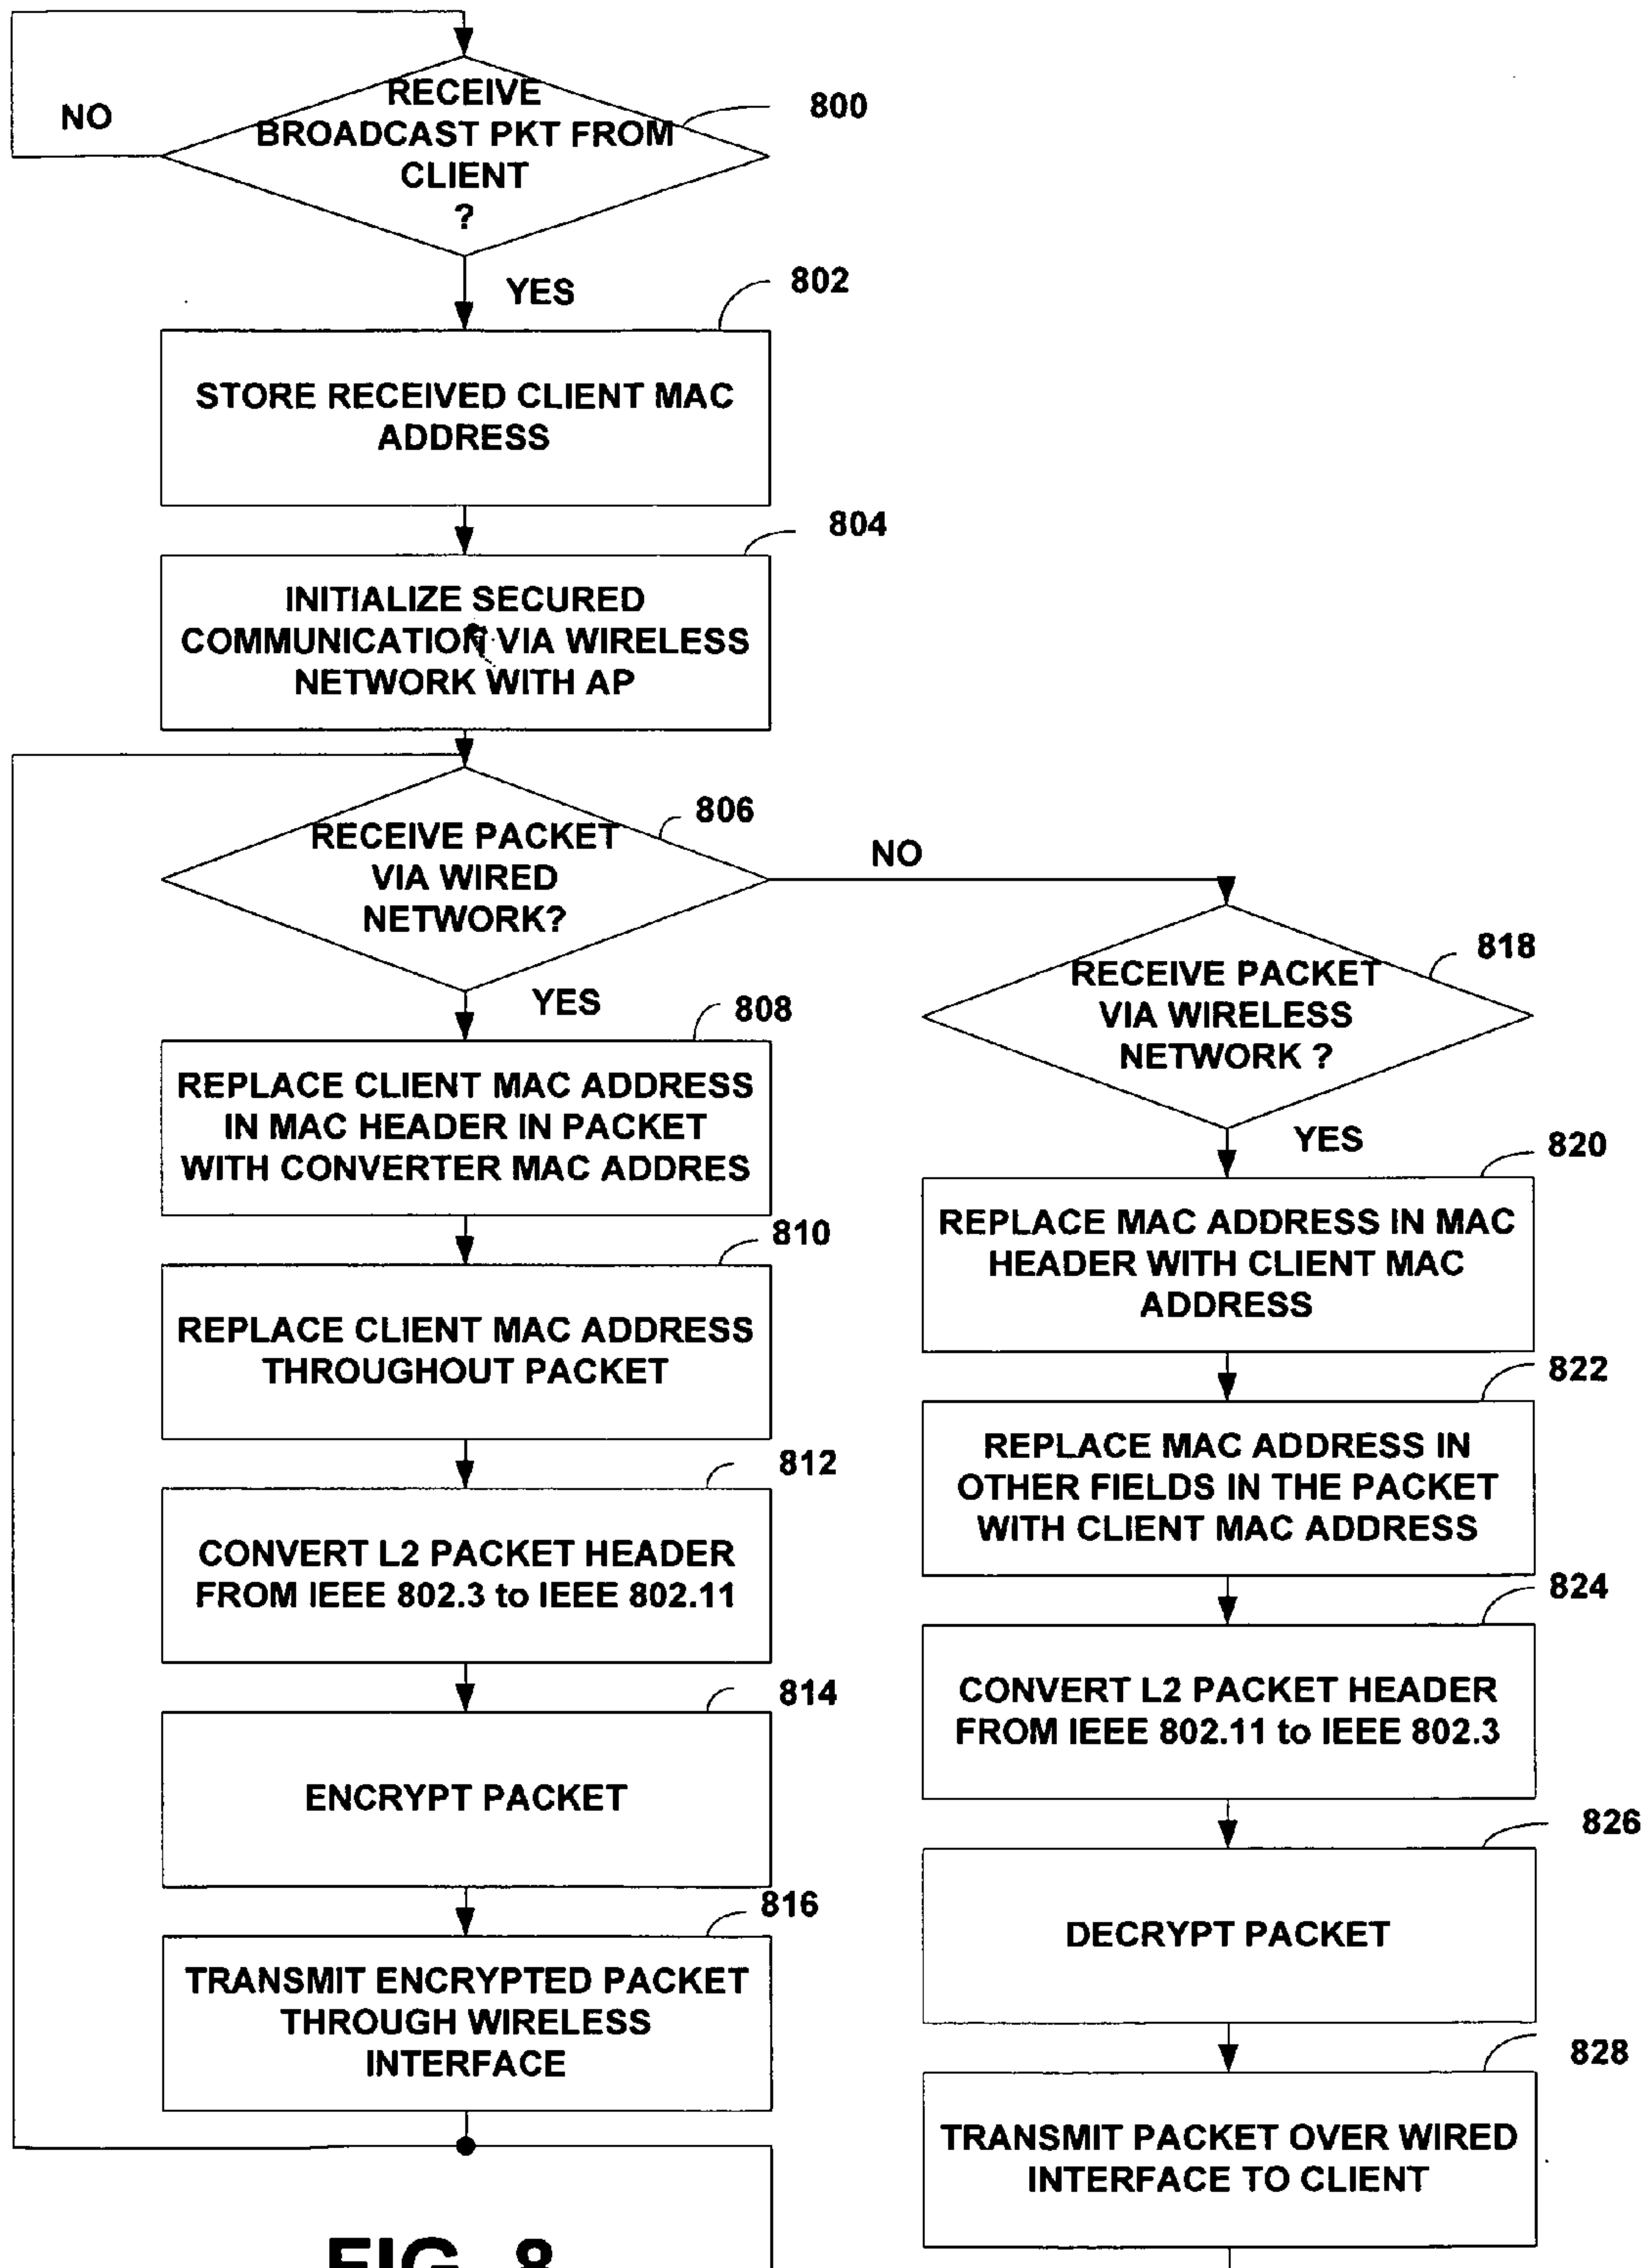 RECEIVE
BROADCAST PKT FROM
CLIENT
?
800
NO
YES
802
STORE RECEIVED CLIENT MAC
ADDRESS
804
INITIALIZE SECURED
COMMUNICATION VIA WIRELESS
NETWORK WITH AP
806
RECEIVE PACKET
VIA WIRED
NETWORK?
NO
YES
808
REPLACE CLIENT MAC ADDRESS
IN MAC HEADER IN PACKET
WITH CONVERTER MAC ADDRES
810
REPLACE CLIENT MAC ADDRESS
THROUGHOUT PACKET
812
CONVERT L2 PACKET HEADER
FROM IEEE 802.3 to IEEE 802.11
814
ENCRYPT PACKET
816
TRANSMIT ENCRYPTED PACKET
THROUGH WIRELESS
INTERFACE
818
RECEIVE PACKET
VIA WIRELESS
NETWORK ?
YES
820
REPLACE MAC ADDRESS IN MAC
HEADER WITH CLIENT MAC
ADDRESS
822
REPLACE MAC ADDRESS IN
OTHER FIELDS IN THE PACKET
WITH CLIENT MAC ADDRESS
824
CONVERT L2 PACKET HEADER
FROM IEEE 802.11 to IEEE 802.3
826
DECRYPT PACKET
828
TRANSMIT PACKET OVER WIRED
INTERFACE TO CLIENT
FIG. 8